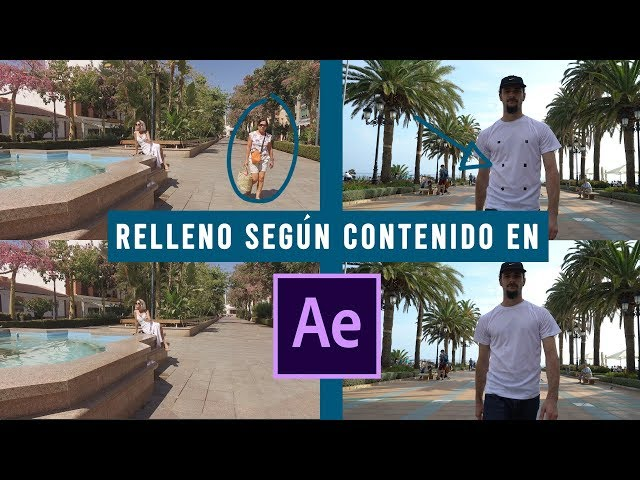 RELLENO SEGÚN CONTENIDO EN
Ae